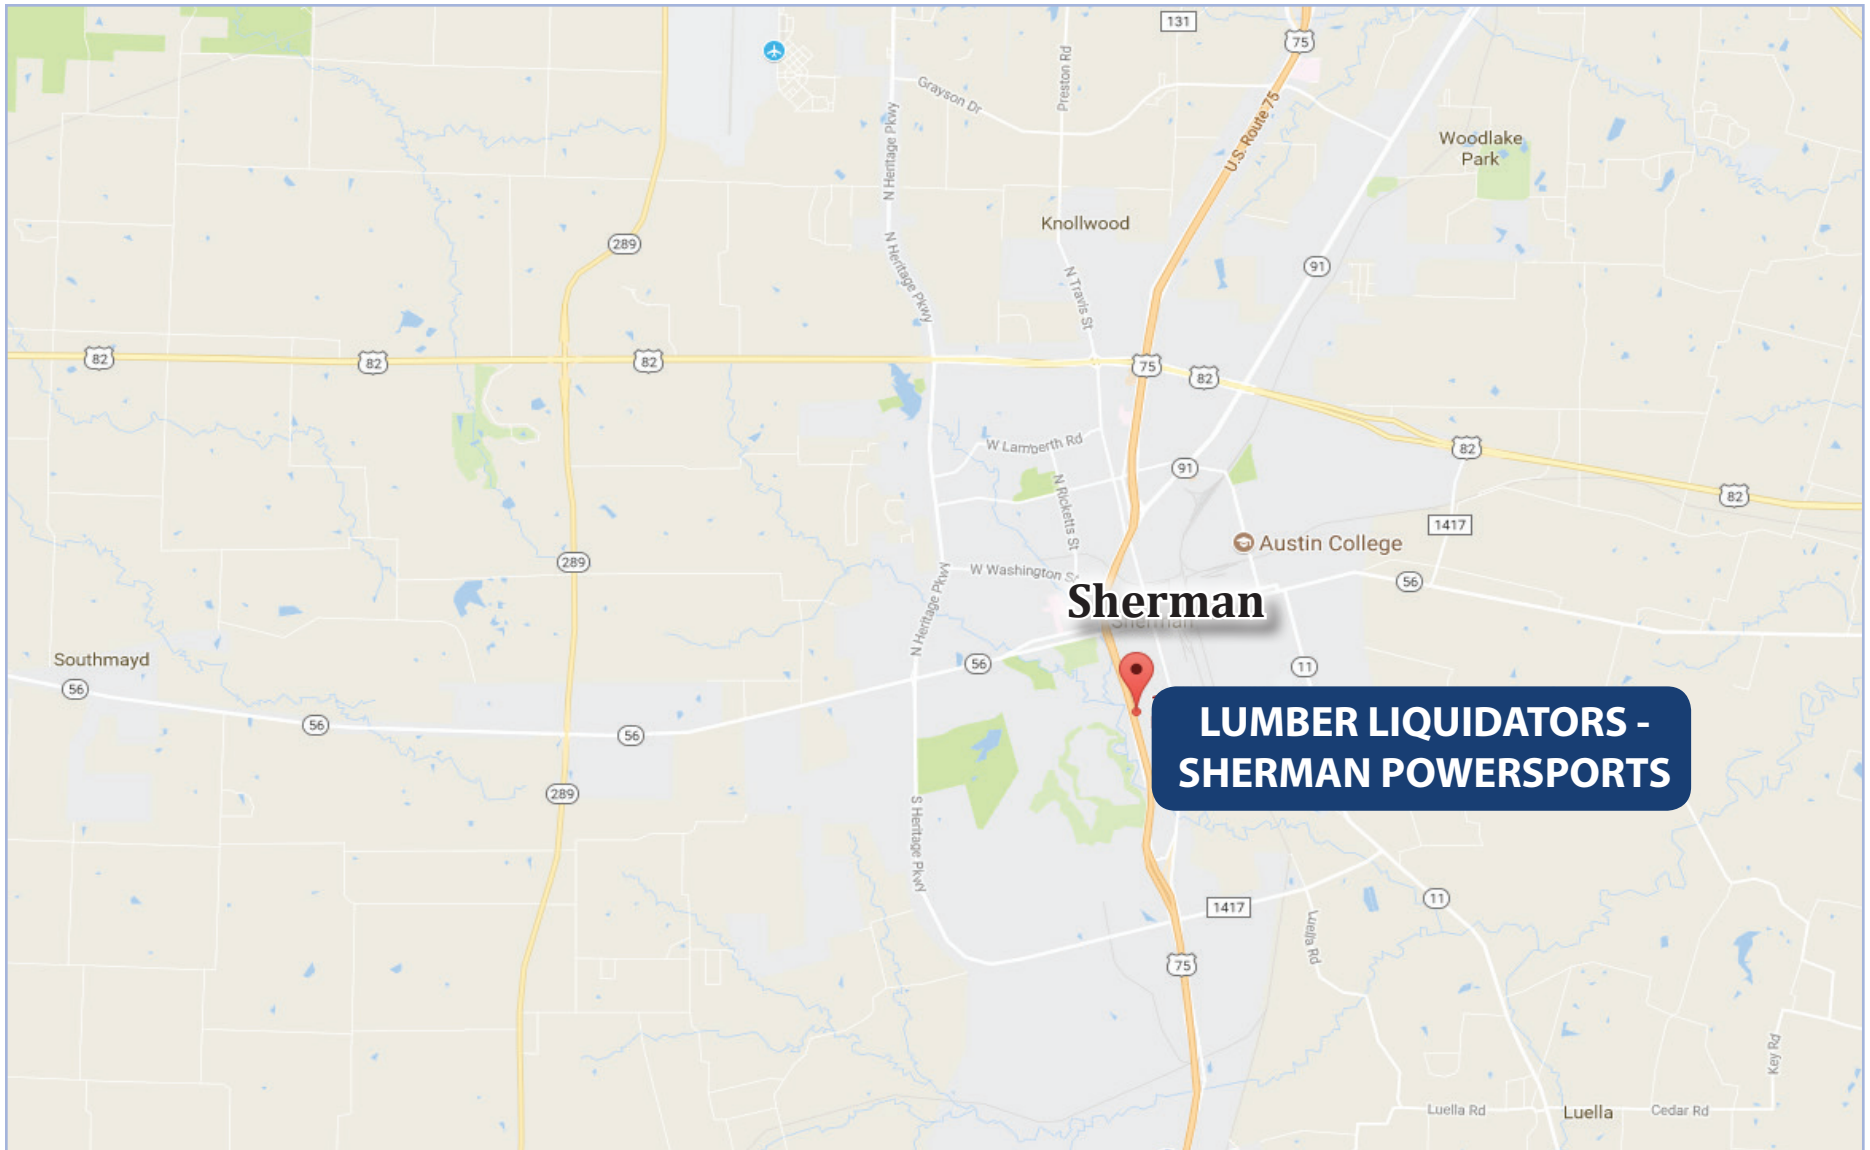 131
75
Grayson Dr
Preston Rd
N Heritage Pkwy
U.S. Route 75
Woodlake
Park
Knollwood
289
N Heritage Pkwy
91
N Travis St
82
82
82
75
82
W Lamberth Rd
82
91
N Ricketts St
82
1417
Austin College
289
W Washington St
56
N Heritage Pkwy
Sherman
Sherman
Southmayd
56
11
56
56
56
LUMBER LIQUIDATORS -
SHERMAN POWERSPORTS
289
S Heritage Pkwy
1417
11
Luella Rd
75
Key Rd
Luella Rd
Luella
Cedar Rd